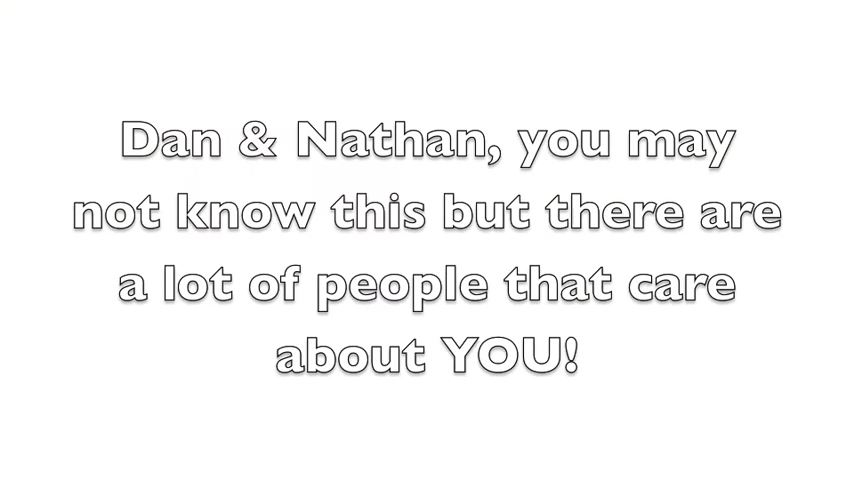 Dan & Nathan, you may
not know this but there are
a lot of people that care
about YOU!